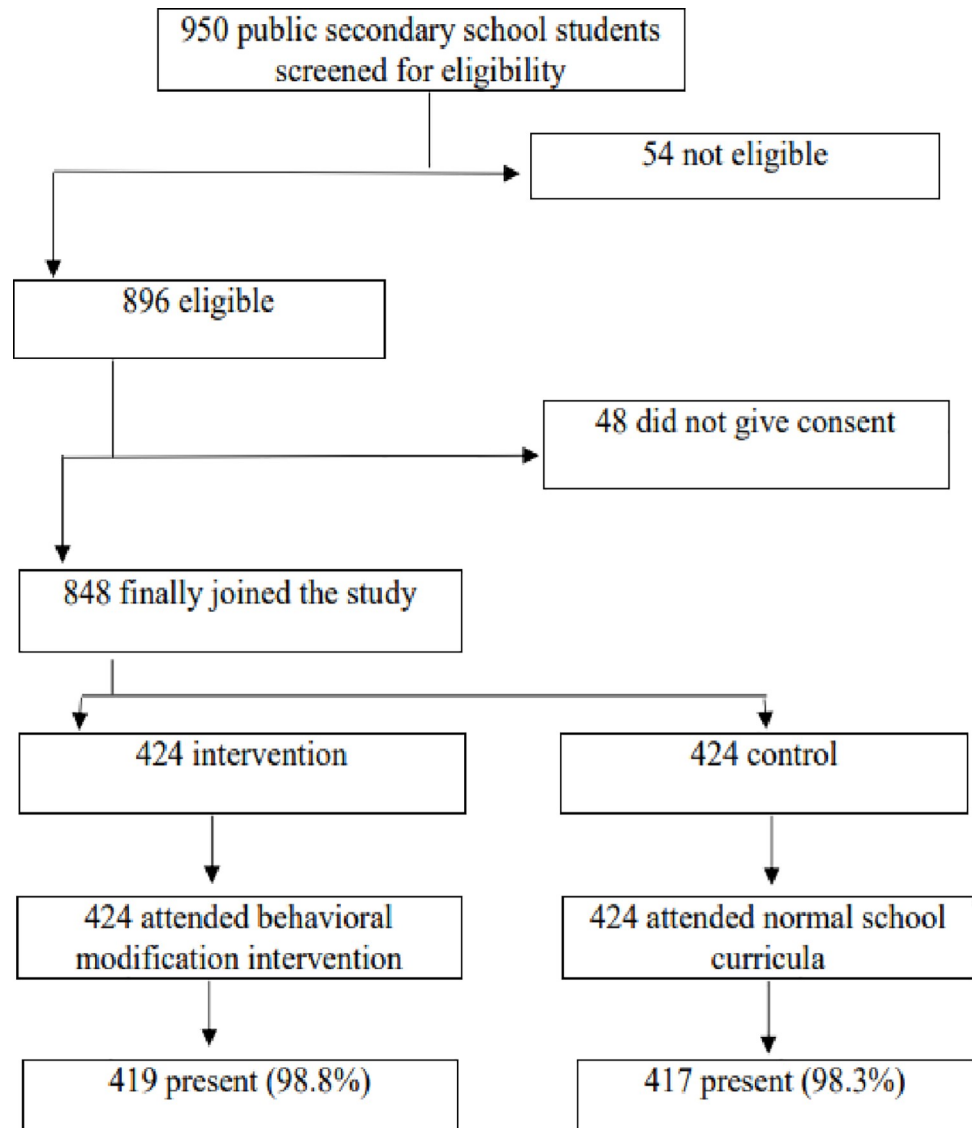 950 public secondary school students
screened for eligibility
54 not eligible
896 eligible
48 did not give consent
848 finally joined the study
424 intervention
424 control
424 attended behavioral
modification intervention
424 attended normal school
curricula
419 present (98.8%)
417 present (98.3%)